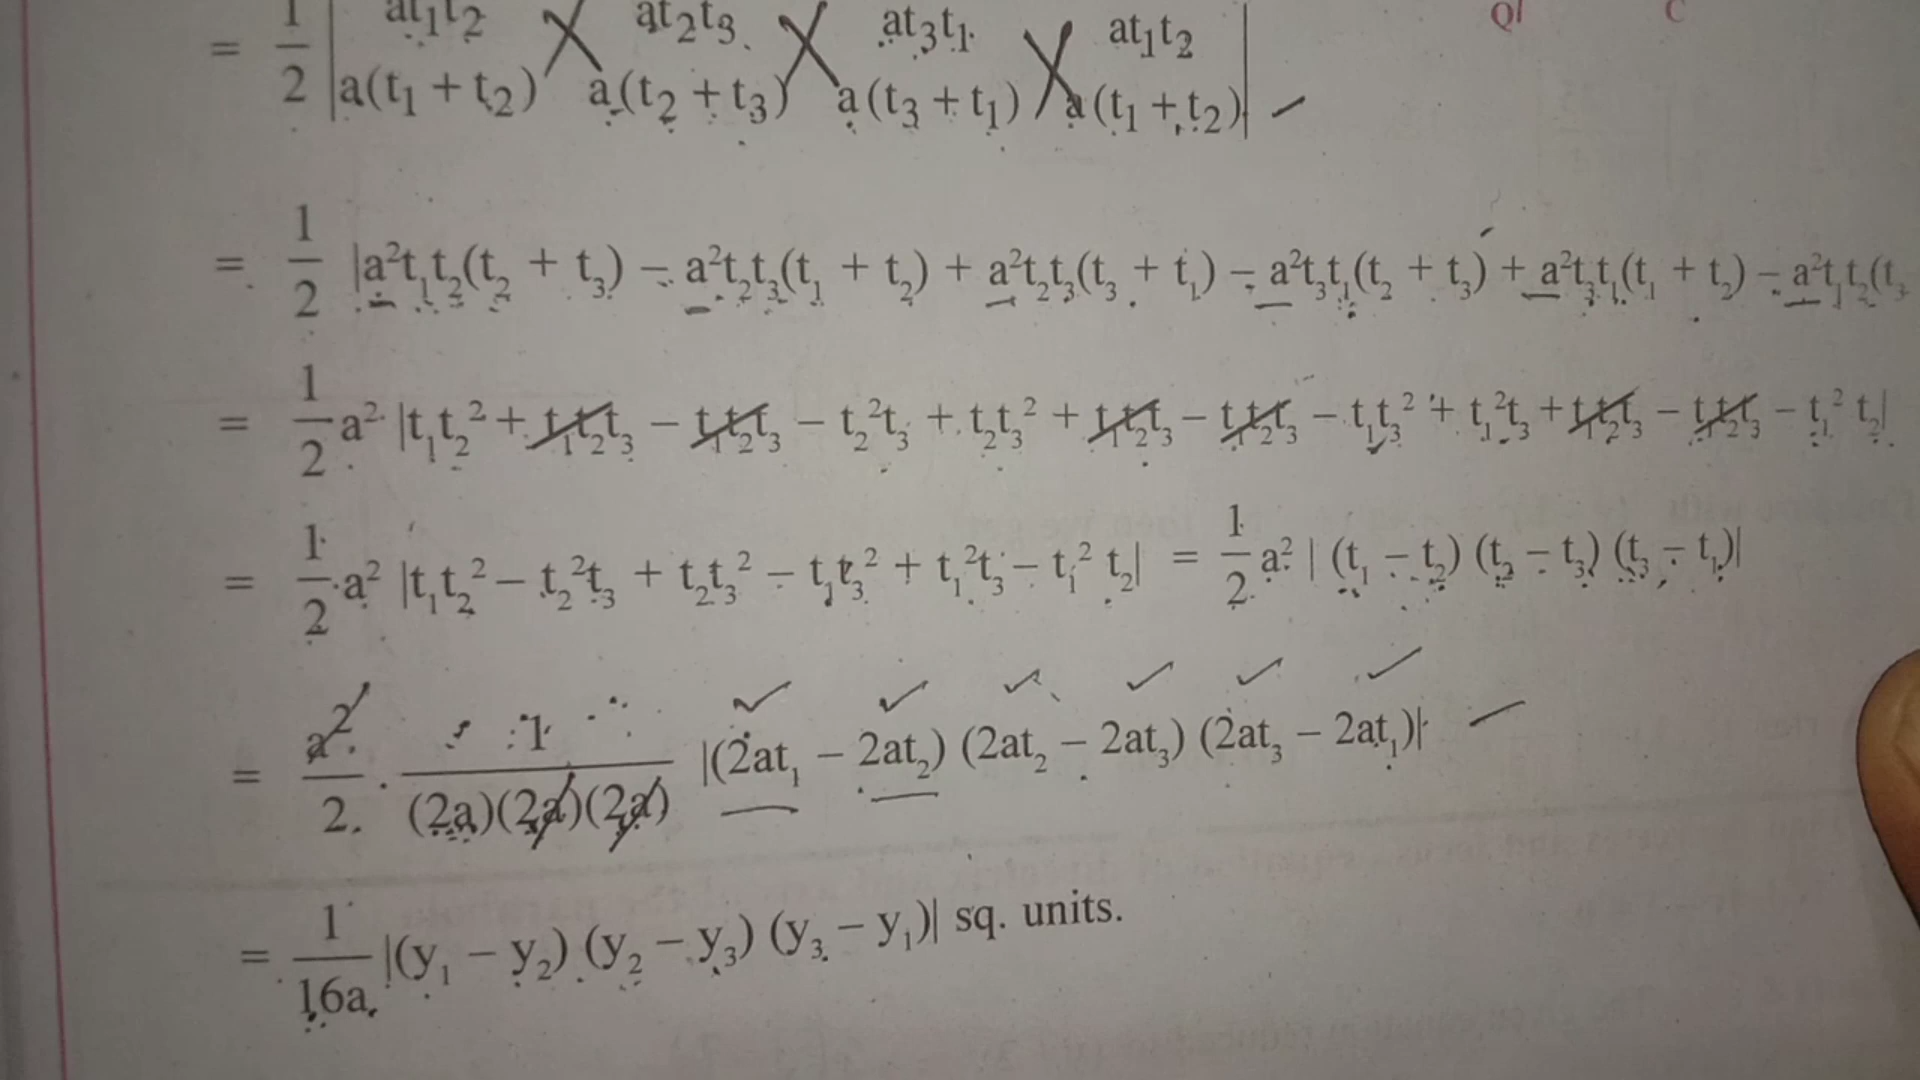 Ql C
= 1/2 | at₁t₂ at₂t₃ at₃t₁ at₁t₂ |
a(t₁ + t₂) a(t₂ + t₃) a(t₃ + t₁) a(t₁ + t₂)
= 1/2 |a²t₁t₂(t₂ + t₃) − a²t₂t₃(t₁ + t₂) + a²t₂t₃(t₃ + t₁) − a²t₃t₁(t₂ + t₃) + a²t₃t₁(t₁ + t₂) − a²t₁t₂(t₃
= 1/2 a² |t₁t₂² + t₁t₂t₃ − t₁t₂t₃ − t₂²t₃ + t₂t₃² + t₁t₂t₃ − t₁t₂t₃ − t₁t₃² + t₁²t₃ + t₁t₂t₃ − t₁t₂t₃ − t₁² t₂|
= 1/2 a² |t₁t₂² − t₂²t₃ + t₂t₃² − t₁t₃² + t₁²t₃ − t₁² t₂| = 1/2 a² | (t₁ − t₂) (t₂ − t₃) (t₃ − t₁)|
= a²/2 . 1/(2a)(2a)(2a) |(2at₁ − 2at₂) (2at₂ − 2at₃) (2at₃ − 2at₁)|
= 1/16a |(y₁ − y₂) (y₂ − y₃) (y₃ − y₁)| sq. units.